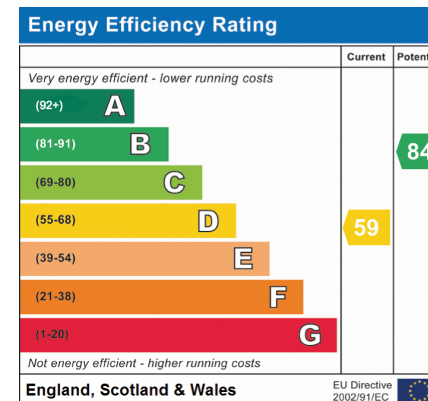 Energy Efficiency Rating
Current Potent
Very energy efficient - lower running costs
(92+) A
(81-91) B
84
(69-80) C
(55-68) D
59
(39-54) E
(21-38) F
(1-20) G
Not energy efficient - higher running costs
England, Scotland & Wales
EU Directive
2002/91/EC